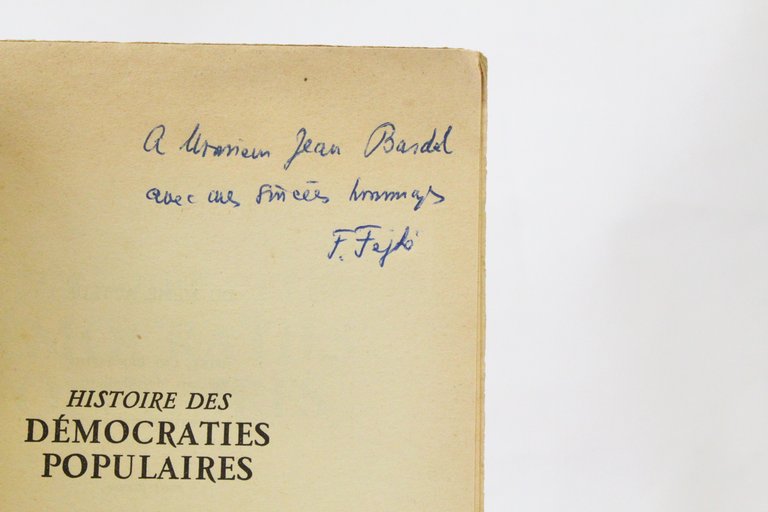 A Monsieur Jean Bardel
avec mes sincères hommages
F. Fejtö
HISTOIRE DES
DÉMOCRATIES
POPULAIRES